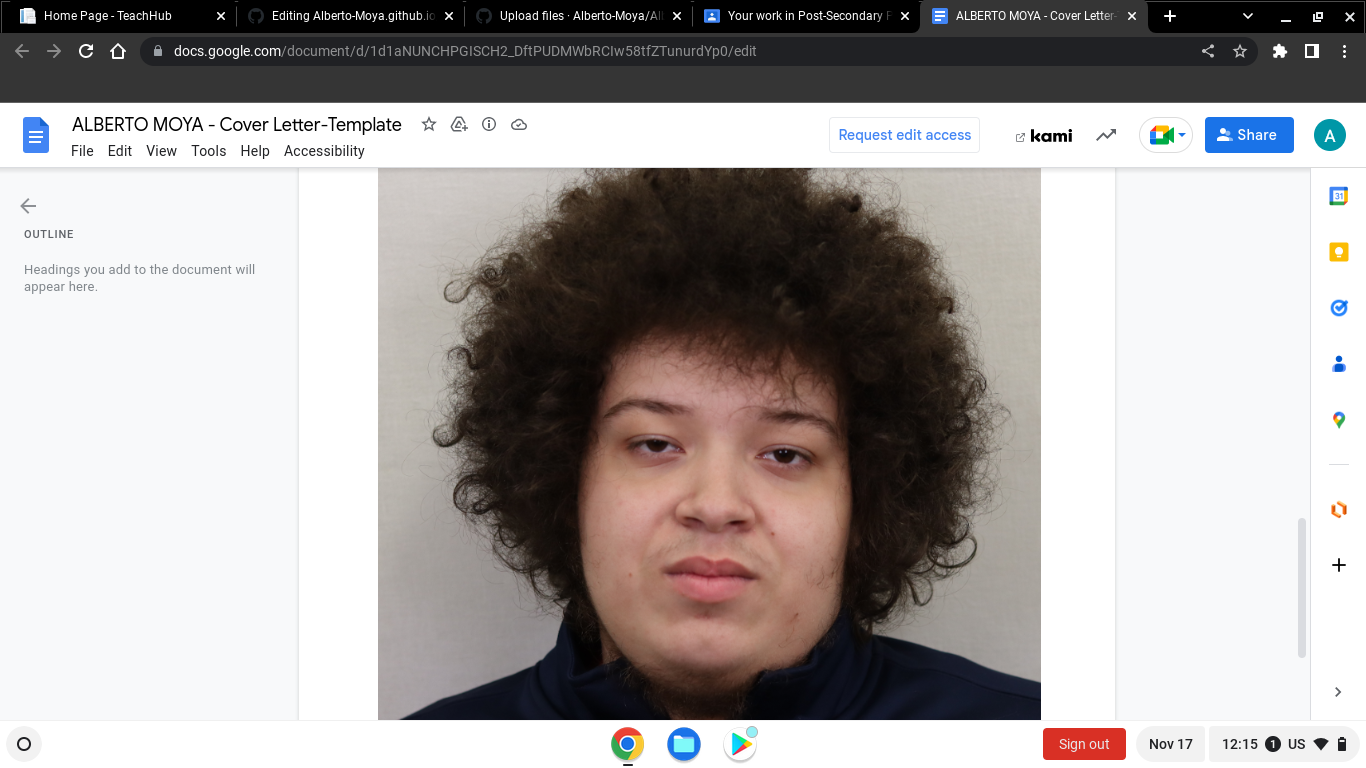 Home Page - TeachHub
Editing Alberto-Moya.github.io
Upload files · Alberto-Moya/Al
Your work in Post-Secondary F
ALBERTO MOYA - Cover Letter-
docs.google.com/document/d/1d1aNUNCHPGISCH2_DftPUDMWbRCIw58tfZTunurdYp0/edit
ALBERTO MOYA - Cover Letter-Template
File Edit View Tools Help Accessibility
Request edit access
kami
Share
A
31
OUTLINE
Headings you add to the document will
appear here.
Sign out
Nov 17
12:15 1 US